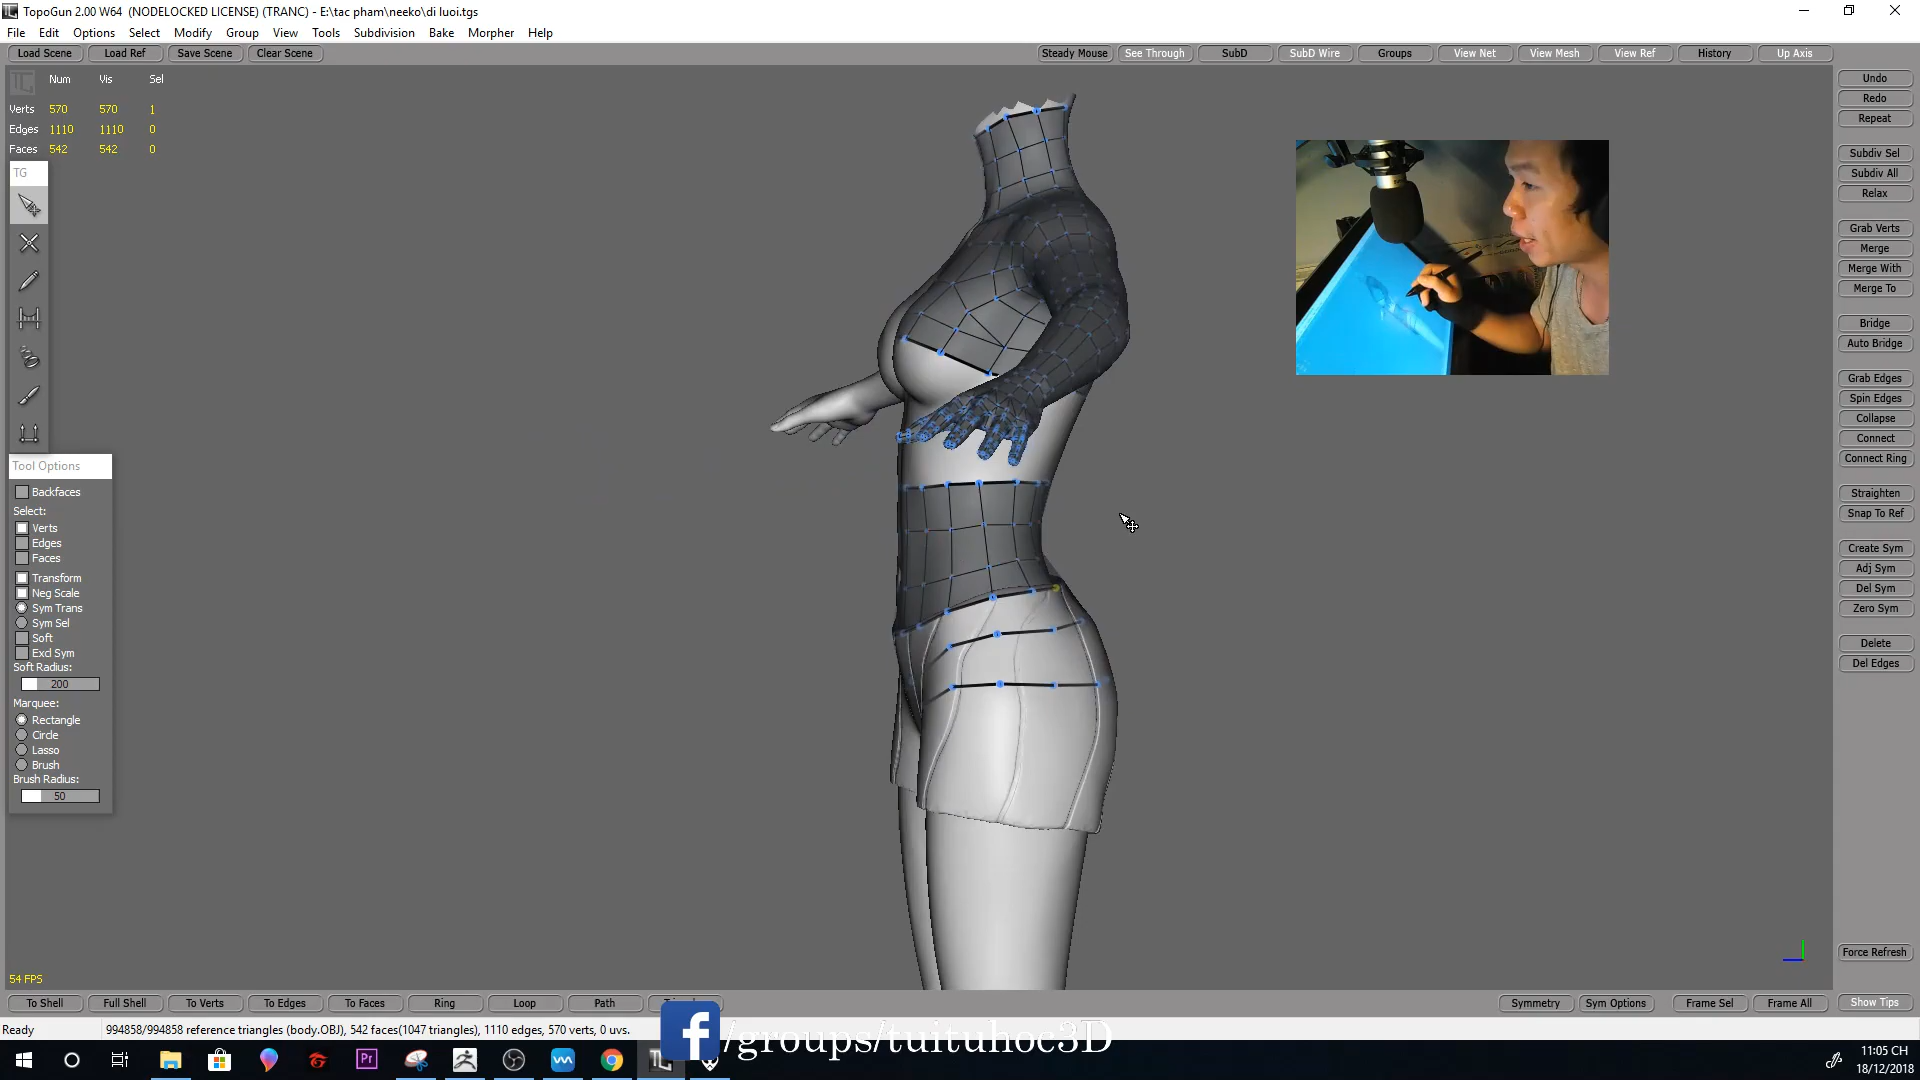 TopoGun 2.00 W64  (NODELOCKED LICENSE) (TRANC) - E:\tac pham\neeko\di luoi.tgs
File Edit Options Select Modify Group View Tools Subdivision Bake Morpher Help
Load Scene Load Ref Save Scene Clear Scene Steady Mouse See Through SubD SubD Wire Groups View Net View Mesh View Ref History Up Axis
Num Vis Sel
Verts 570 570 1
Edges 1110 1110 0
Faces 542 542 0
TG
Tool Options
Backfaces
Select:
Verts
Edges
Faces
Transform
Neg Scale
Sym Trans
Sym Sel
Soft
Excl Sym
Soft Radius:
200
Marquee:
Rectangle
Circle
Lasso
Brush
Brush Radius:
50
54 FPS
Undo
Redo
Repeat
Subdiv Sel
Subdiv All
Relax
Grab Verts
Merge
Merge With
Merge To
Bridge
Auto Bridge
Grab Edges
Spin Edges
Collapse
Connect
Connect Ring
Straighten
Snap To Ref
Create Sym
Adj Sym
Del Sym
Zero Sym
Delete
Del Edges
Force Refresh
Show Tips
To Shell Full Shell To Verts To Edges To Faces Ring Loop Path Symmetry Sym Options Frame Sel Frame All
Ready 994858/994858 reference triangles (body.OBJ), 542 faces(1047 triangles), 1110 edges, 570 verts, 0 uvs.
f /groups/tuituhoc3D
Pr
11:05 CH
18/12/2018